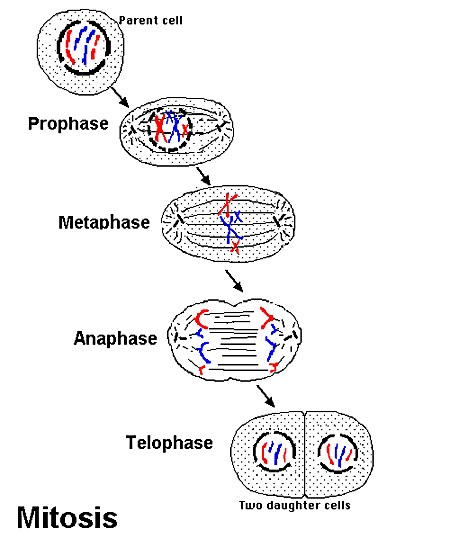 Parent cell
Prophase
Metaphase
Anaphase
Telophase
Two daughter cells
Mitosis